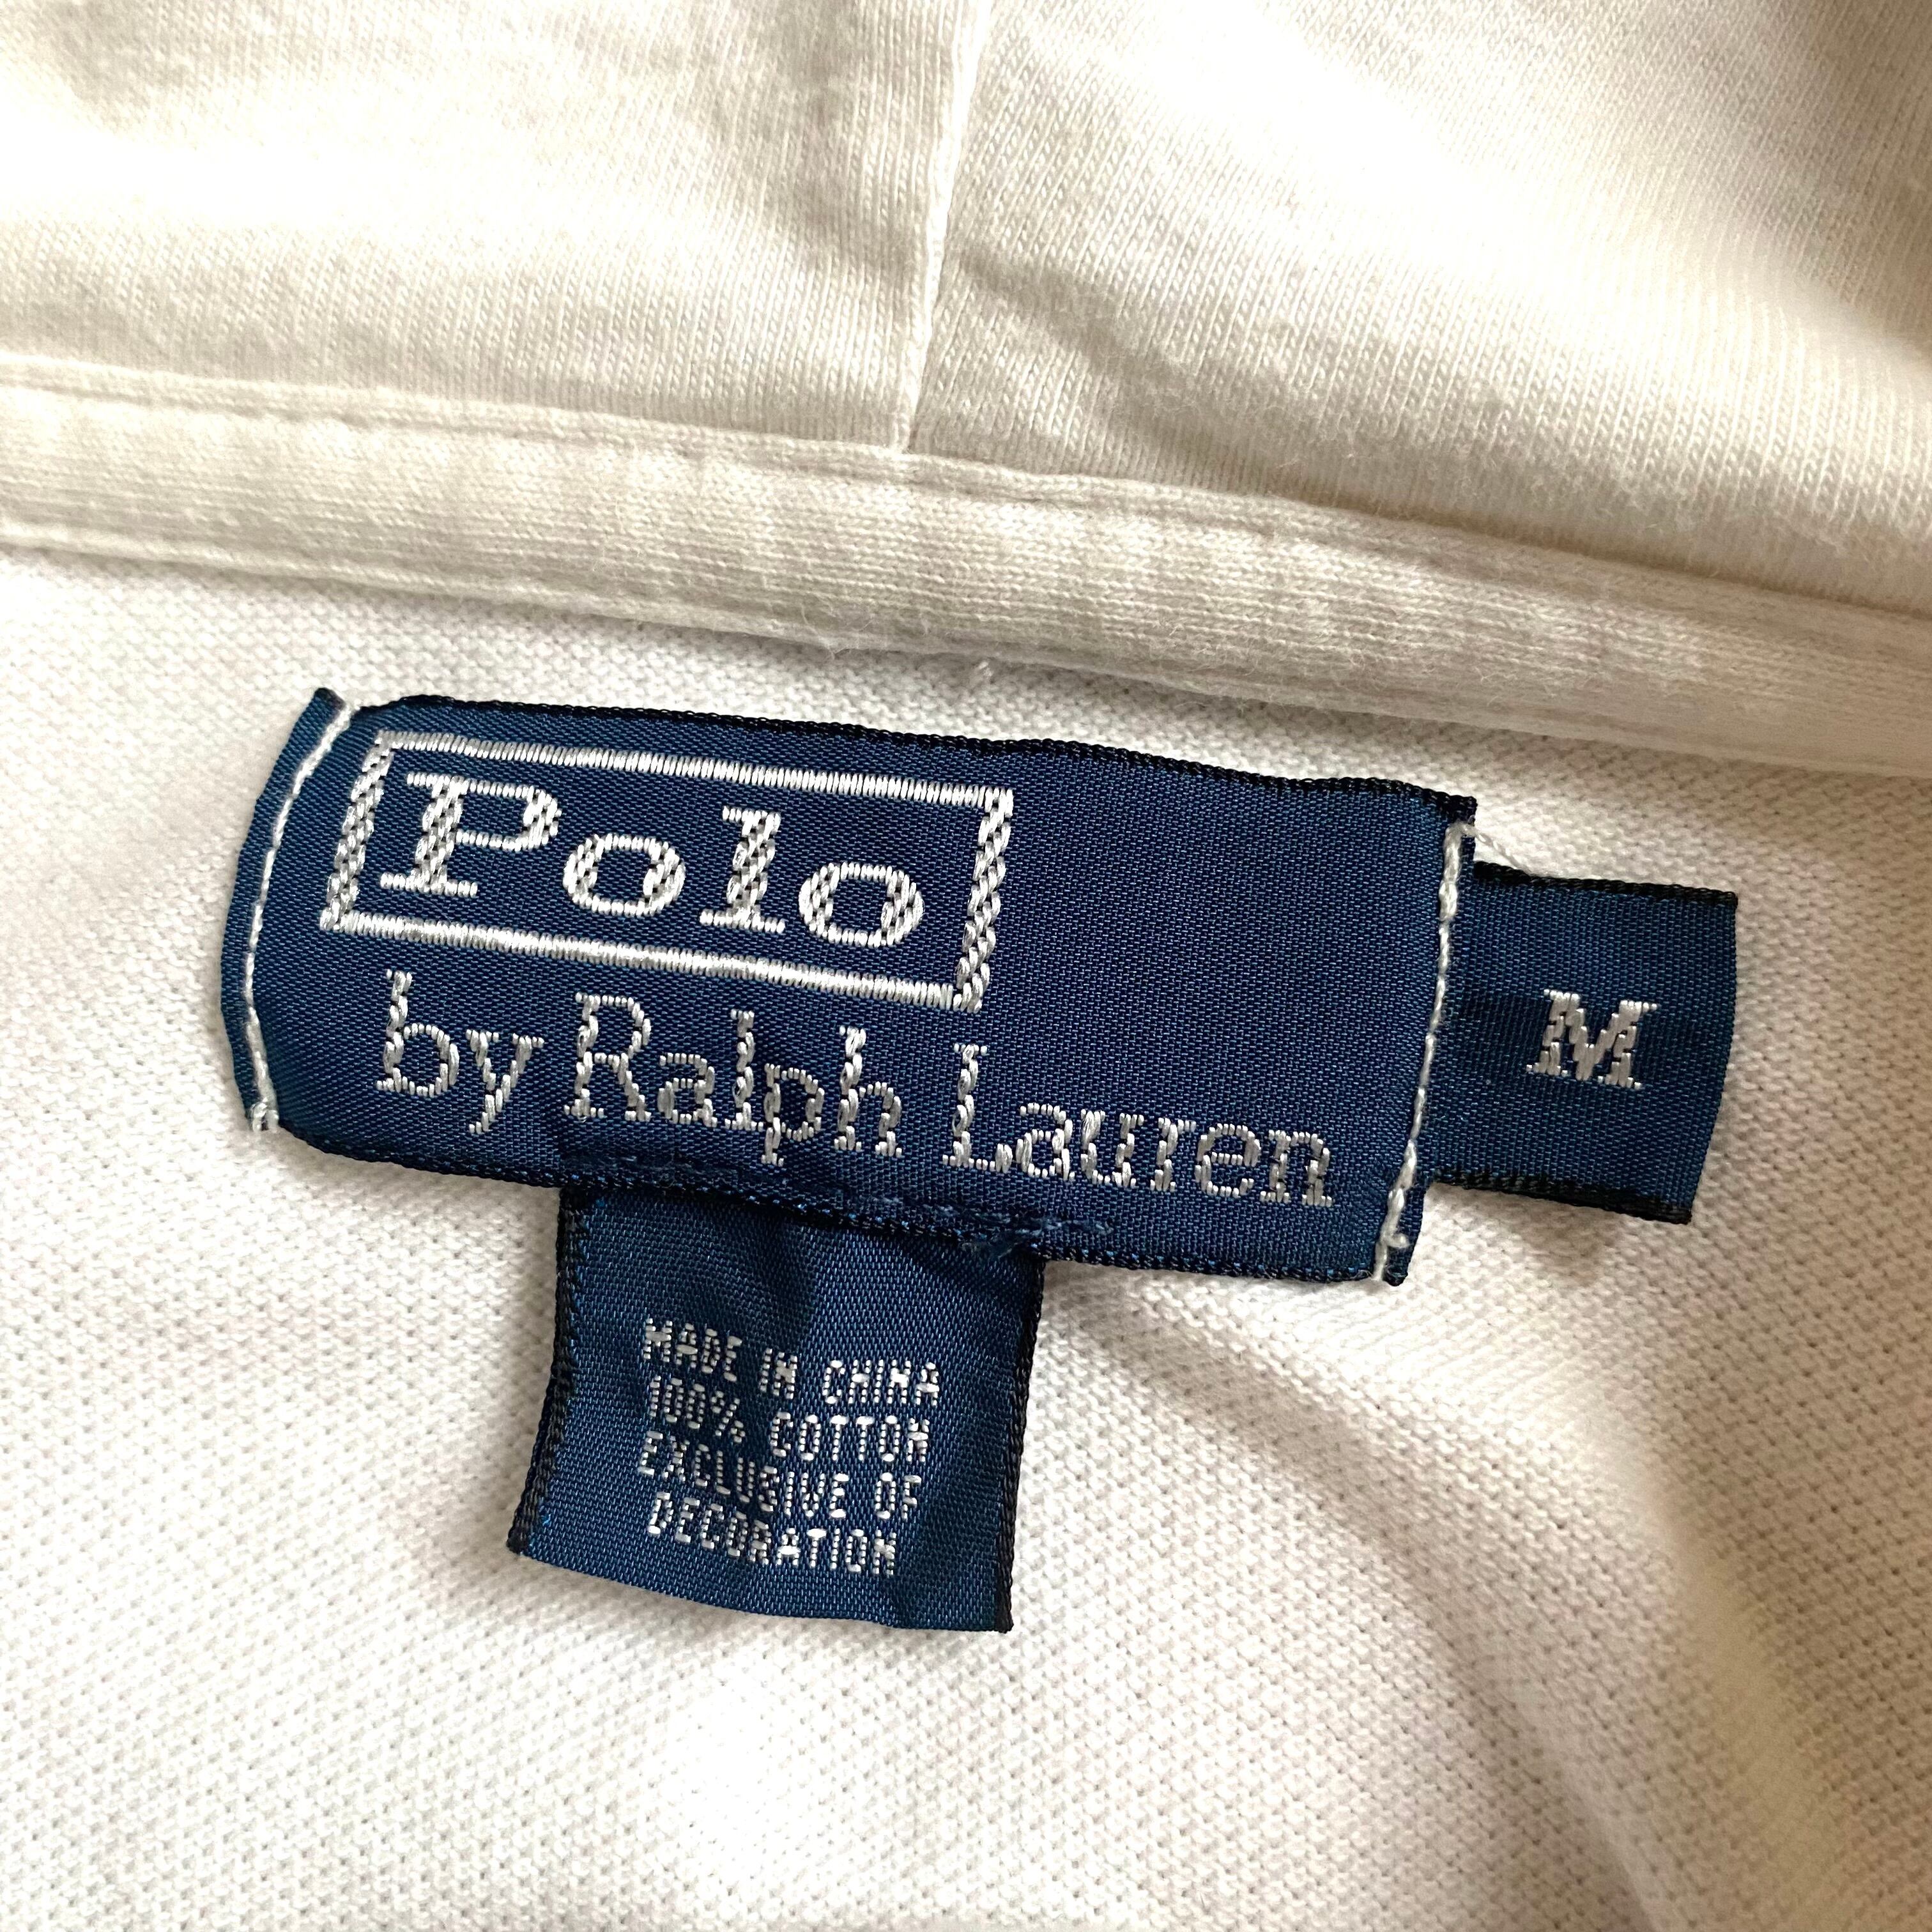 Polo
by Ralph Lauren
M
MADE IN CHINA
100% COTTON
EXCLUSIVE OF
DECORATION